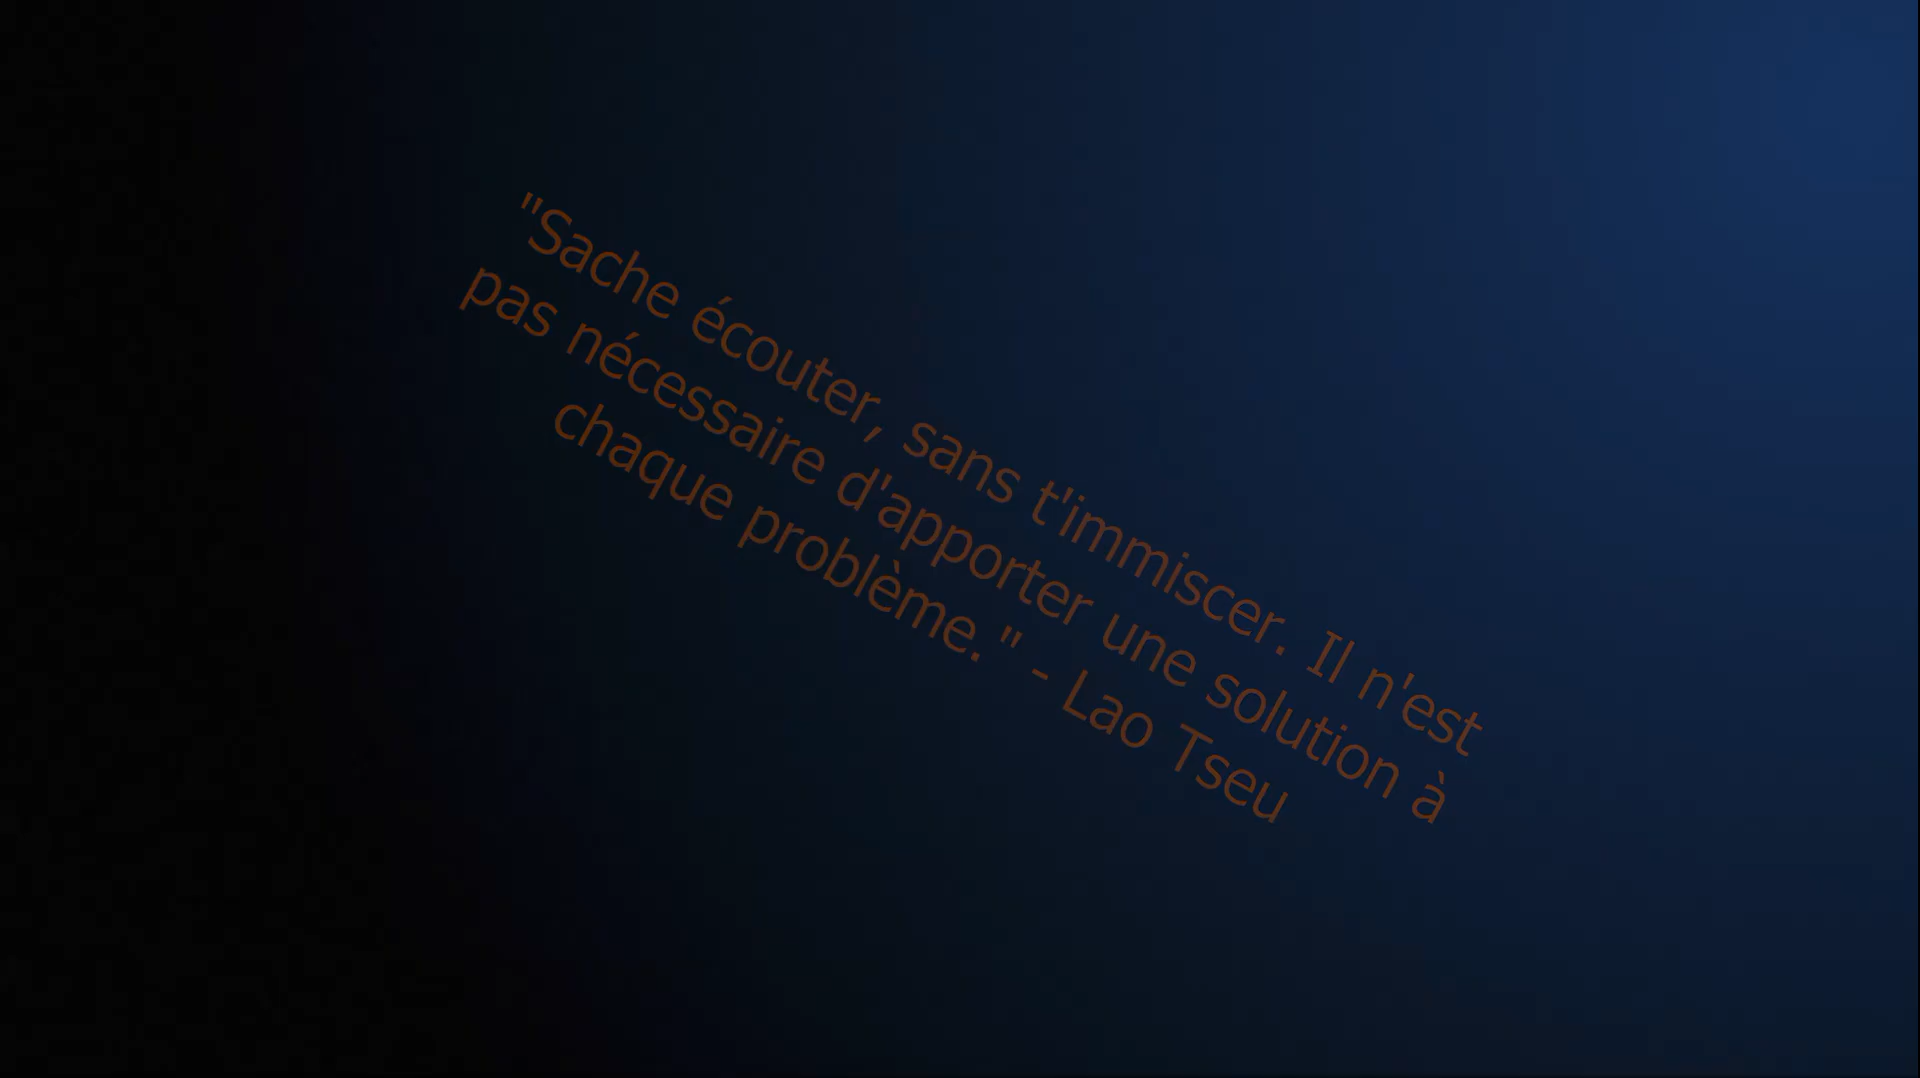 "Sache écouter, sans t'immiscer. Il n'est
pas nécessaire d'apporter une solution à
chaque problème." - Lao Tseu